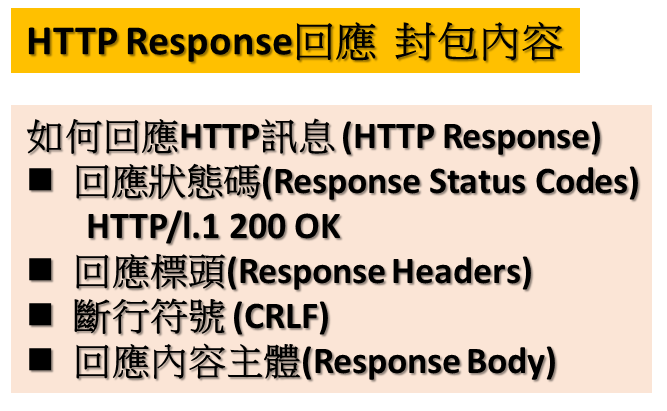 HTTP Response回應 封包內容
如何回應HTTP訊息 (HTTP Response)
■ 回應狀態碼(Response Status Codes)
HTTP/l.1 200 OK
■ 回應標頭(Response Headers)
■ 斷行符號 (CRLF)
■ 回應內容主體(Response Body)